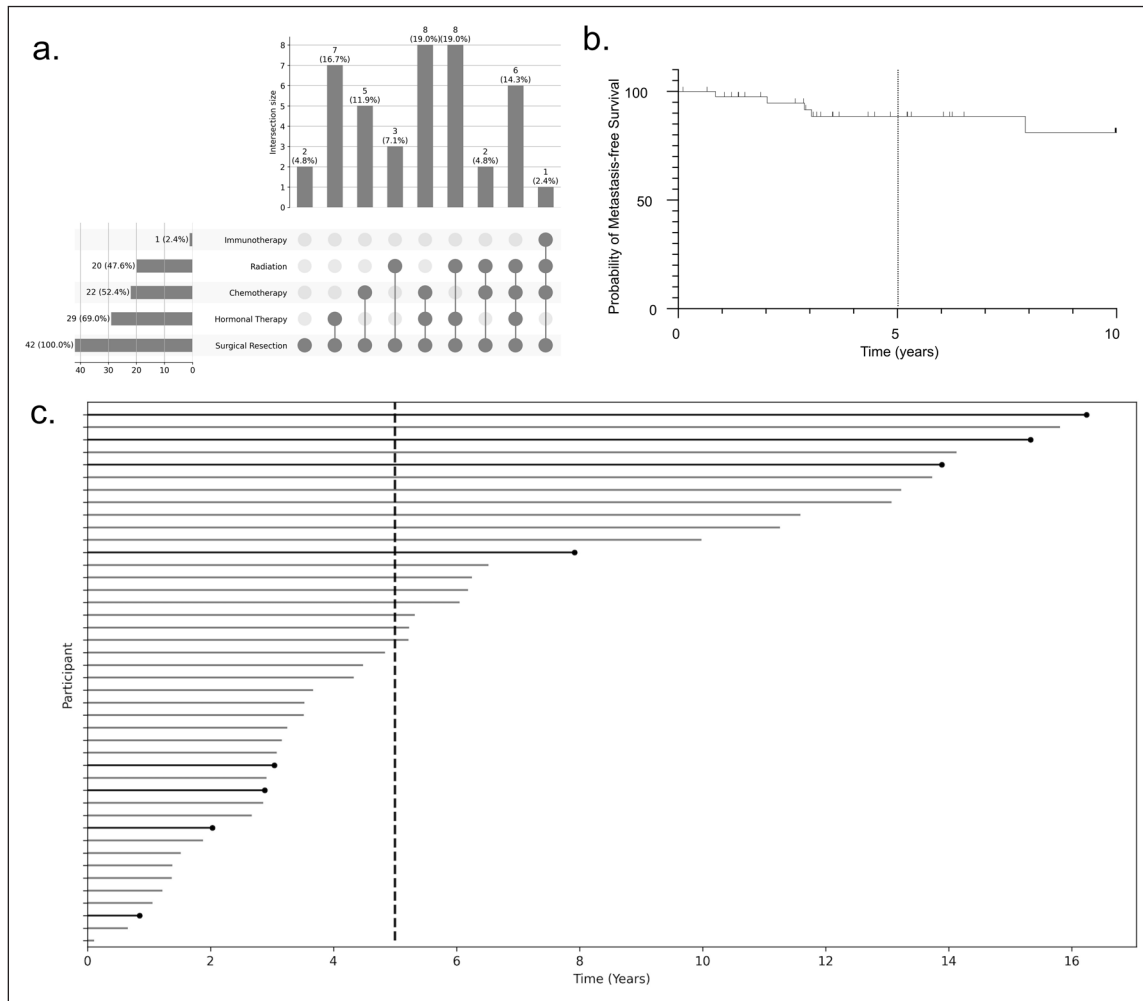 a.
7
(16.7%)
8
(19.0%)
8
(19.0%)
6
(14.3%)
5
(11.9%)
3
(7.1%)
2
(4.8%)
2
(4.8%)
1
(2.4%)
Intersection size
8
7
6
5
4
3
2
1
0
1 (2.4%)
Immunotherapy
20 (47.6%)
Radiation
22 (52.4%)
Chemotherapy
29 (69.0%)
Hormonal Therapy
42 (100.0%)
Surgical Resection
40 30 20 10 0
b.
Probability of Metastasis-free Survival
100
50
0
0 5 10
Time (years)
c.
Participant
0 2 4 6 8 10 12 14 16
Time (Years)